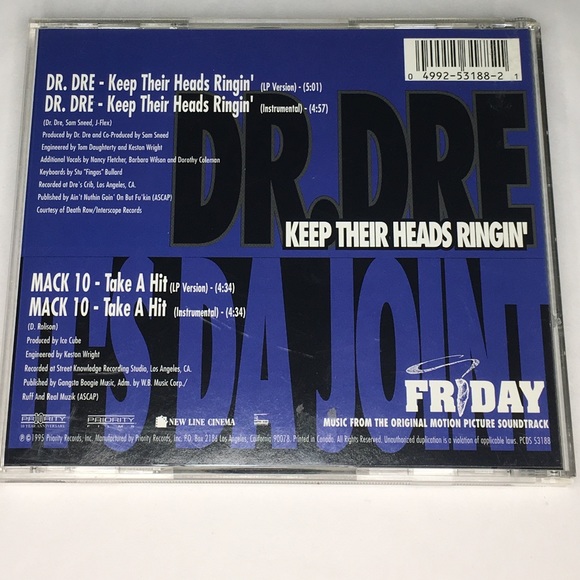 DR. DRE - Keep Their Heads Ringin' (LP Version) - (5:01)
DR. DRE - Keep Their Heads Ringin' (Instrumental) - (4:57)
(Dr. Dre, Sam Sneed, J-Flex)
Produced by Dr. Dre and Co-Produced by Sam Sneed
Engineered by Tom Daugherty and Keston Wright
Additional Vocals by Nancy Fletcher, Barbara Wilson and Dorothy Coleman
Keyboards by Stu "Fingas" Bullard
Recorded at Dre's Crib, Los Angeles, CA.
Published by Ain't Nuthin Goin' On But Fu'kin (ASCAP)
Courtesy of Death Row/Interscope Records
0 4992-53188-2 1
DR. DRE
KEEP THEIR HEADS RINGIN'
MACK 10 - Take A Hit (LP Version) - (4:34)
MACK 10 - Take A Hit (Instrumental) - (4:34)
(D. Rolison)
Produced by Ice Cube
Engineered by Keston Wright
Recorded at Street Knowledge Recording Studio, Los Angeles, CA.
Published by Gangsta Boogie Music, Adm. by W.B. Music Corp./
Ruff And Real Muzik (ASCAP)
IT'S DA JOINT
FRIDAY
MUSIC FROM THE ORIGINAL MOTION PICTURE SOUNDTRACK
PRIORITY
10 YEAR ANNIVERSARY
PRIORITY
FILMS
NEW LINE CINEMA
℗ © 1995 Priority Records, Inc. Manufactured by Priority Records, Inc. P.O. Box 2186 Los Angeles, California 90078. Printed in Canada. All Rights Reserved. Unauthorized duplication is a violation of applicable laws. PCDS 53188